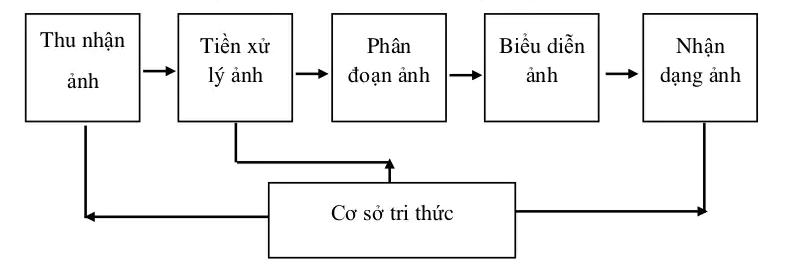 Thu nhận
ảnh
Tiền xử
lý ảnh
Phân
đoạn ảnh
Biểu diễn
ảnh
Nhận
dạng ảnh
Cơ sở tri thức